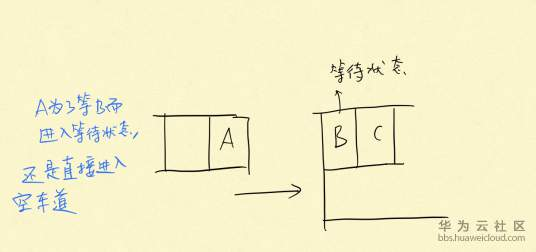 等待状态
A为了等B而
进入等待状态,
还是直接进入
空车道
A
B
C
华为云社区
bbs.huaweicloud.com